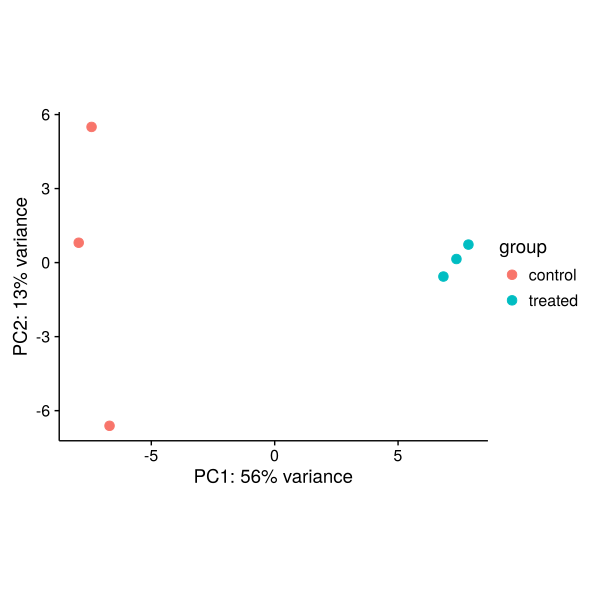 6
3
0
-3
-6
PC2: 13% variance
-5
0
5
PC1: 56% variance
group
control
treated